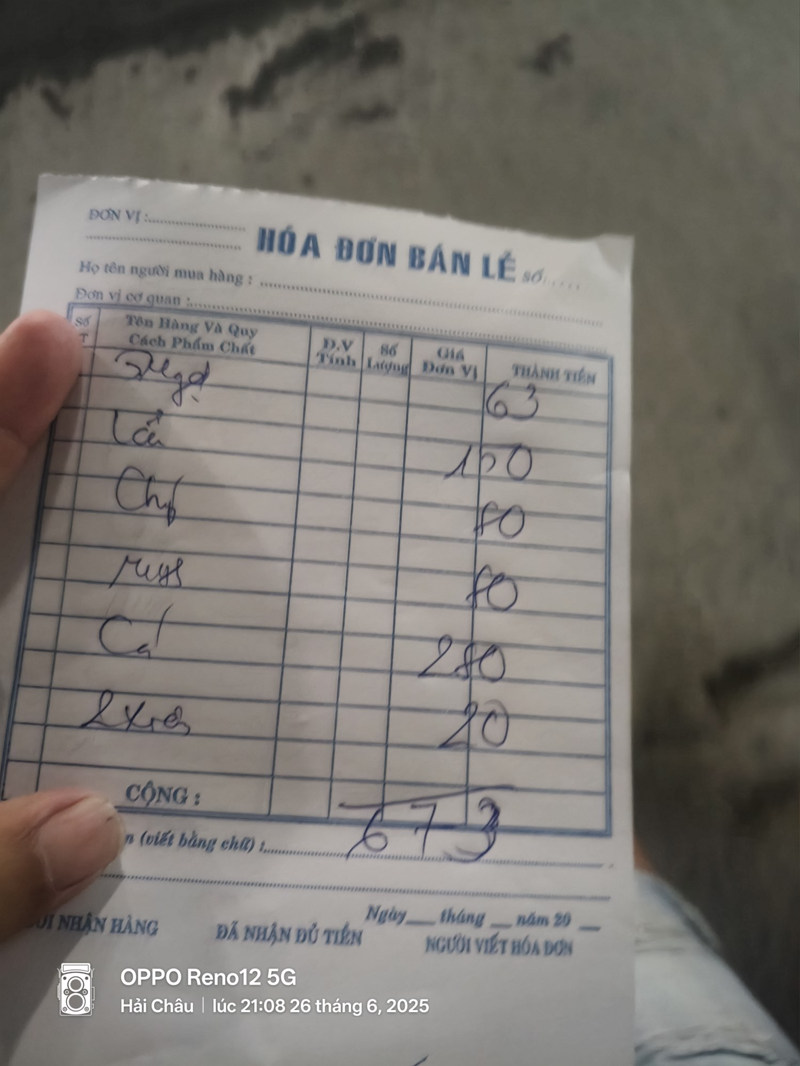 ĐƠN VỊ :
HÓA ĐƠN BÁN LẺ SỐ
Họ tên người mua hàng :
Đơn vị cơ quan :
Số T Tên Hàng Và Quy Cách Phẩm Chất Đ.V Tính Số Lượng Giá Đơn Vị THÀNH TIỀN
63
Lẩu 150
80
80
Cá 280
20
CỘNG :
673
n (viết bằng chữ) :
Ngày tháng năm 20
ỜI NHẬN HÀNG ĐÃ NHẬN ĐỦ TIỀN NGƯỜI VIẾT HÓA ĐƠN
OPPO Reno12 5G
Hải Châu | lúc 21:08 26 tháng 6, 2025